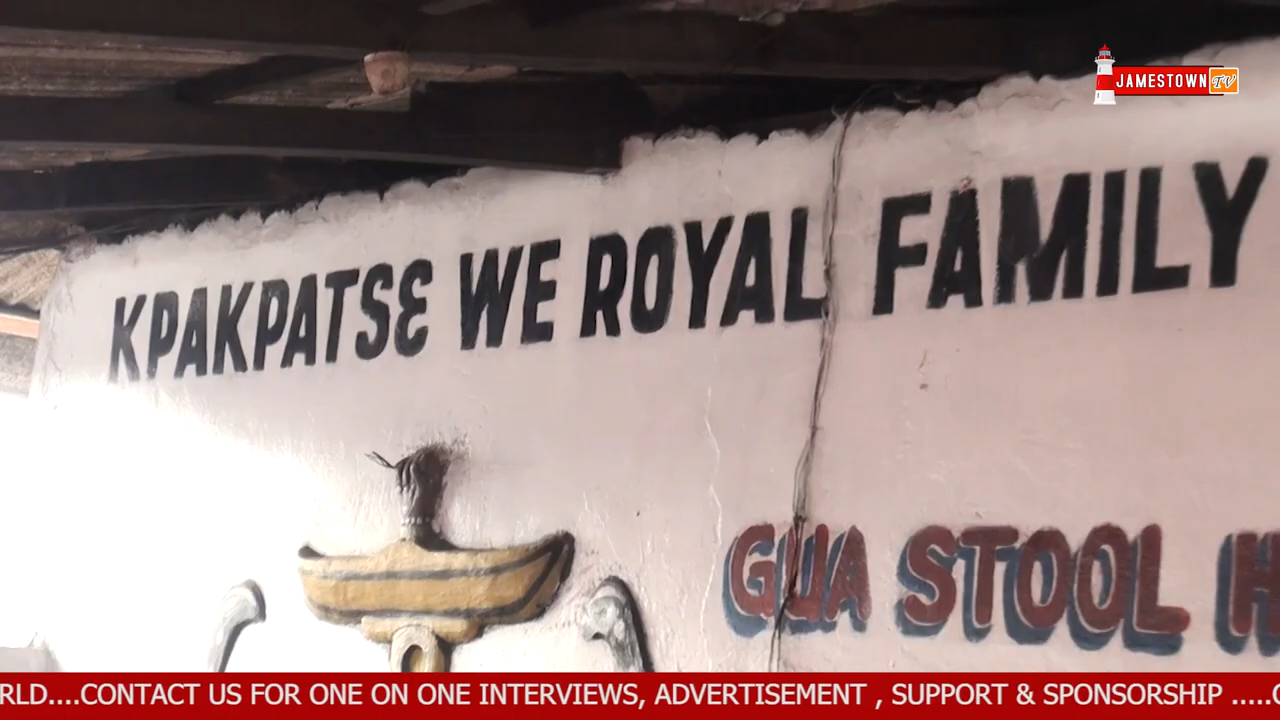 JAMESTOWN TV
KPAKPATSƐ WE ROYAL FAMILY
GUA STOOL H
RLD....CONTACT US FOR ONE ON ONE INTERVIEWS, ADVERTISEMENT , SUPPORT & SPONSORSHIP .....